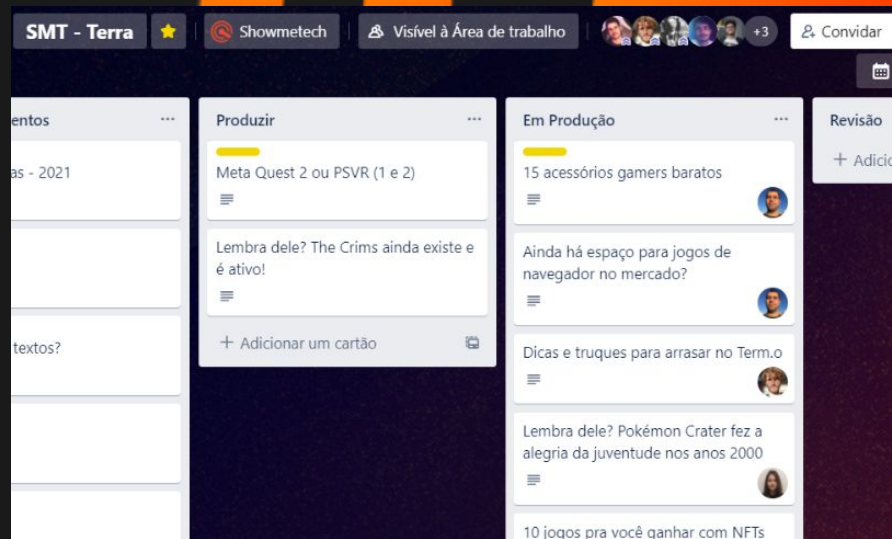 SMT - Terra
Showmetech
Visível à Área de trabalho
+3
Convidar
entos
as - 2021
textos?
Produzir
Meta Quest 2 ou PSVR (1 e 2)
Lembra dele? The Crims ainda existe e
é ativo!
+ Adicionar um cartão
Em Produção
15 acessórios gamers baratos
Ainda há espaço para jogos de
navegador no mercado?
Dicas e truques para arrasar no Term.o
Lembra dele? Pokémon Crater fez a
alegria da juventude nos anos 2000
10 jogos pra você ganhar com NFTs
Revisão
+ Adicio